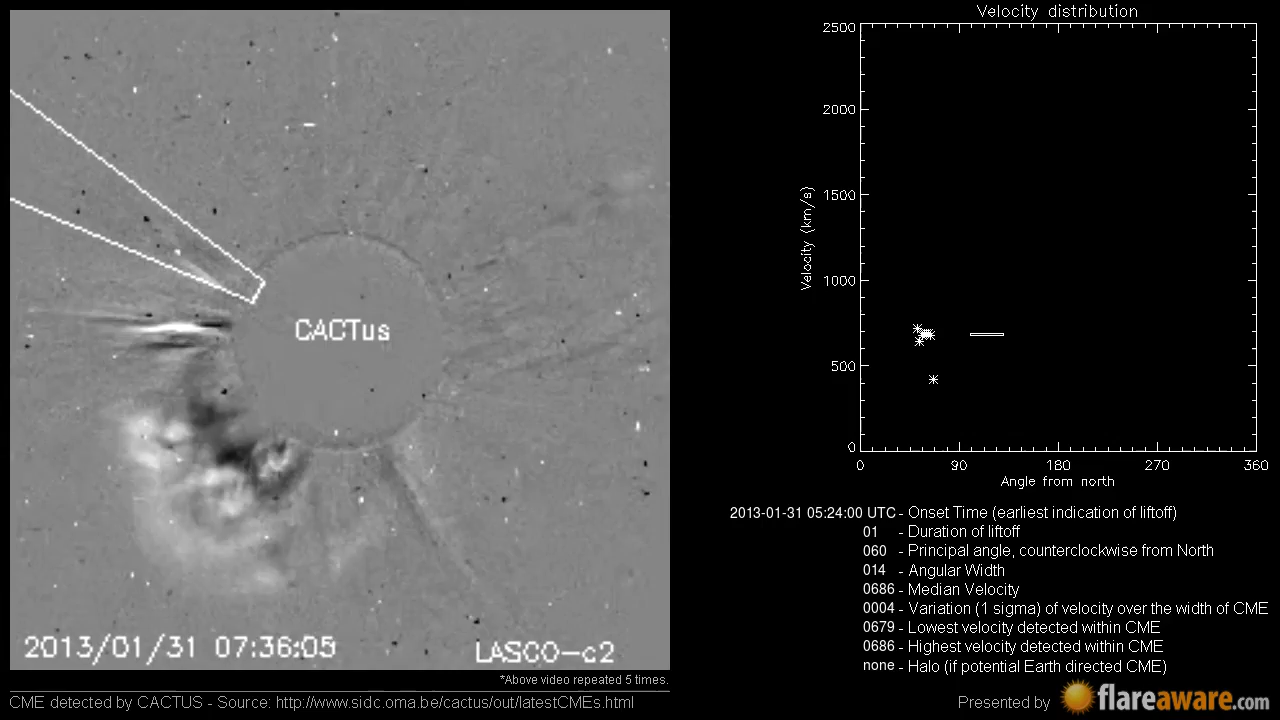 Velocity distribution
2500
2000
1500
1000
500
0
Velocity (km/s)
0 90 180 270 360
Angle from north
CACTus
2013/01/31 07:36:05 LASCO-c2
*Above video repeated 5 times.
2013-01-31 05:24:00 UTC - Onset Time (earliest indication of liftoff)
01 - Duration of liftoff
060 - Principal angle, counterclockwise from North
014 - Angular Width
0686 - Median Velocity
0004 - Variation (1 sigma) of velocity over the width of CME
0679 - Lowest velocity detected within CME
0686 - Highest velocity detected within CME
none - Halo (if potential Earth directed CME)
CME detected by CACTUS - Source: http://www.sidc.oma.be/cactus/out/latestCMEs.html
Presented by flareaware.com